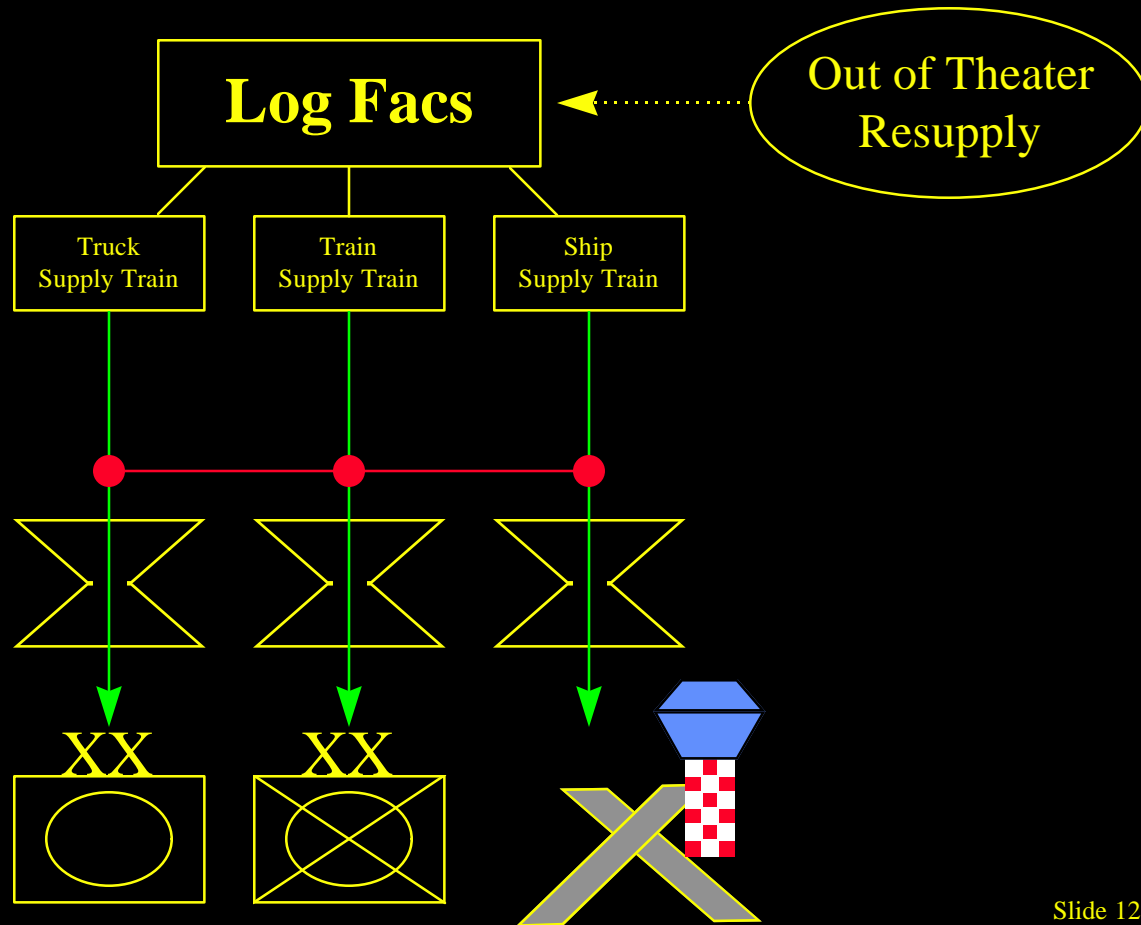 Log Facs
Out of Theater
Resupply
Truck
Supply Train
Train
Supply Train
Ship
Supply Train
XX
XX
Slide 12